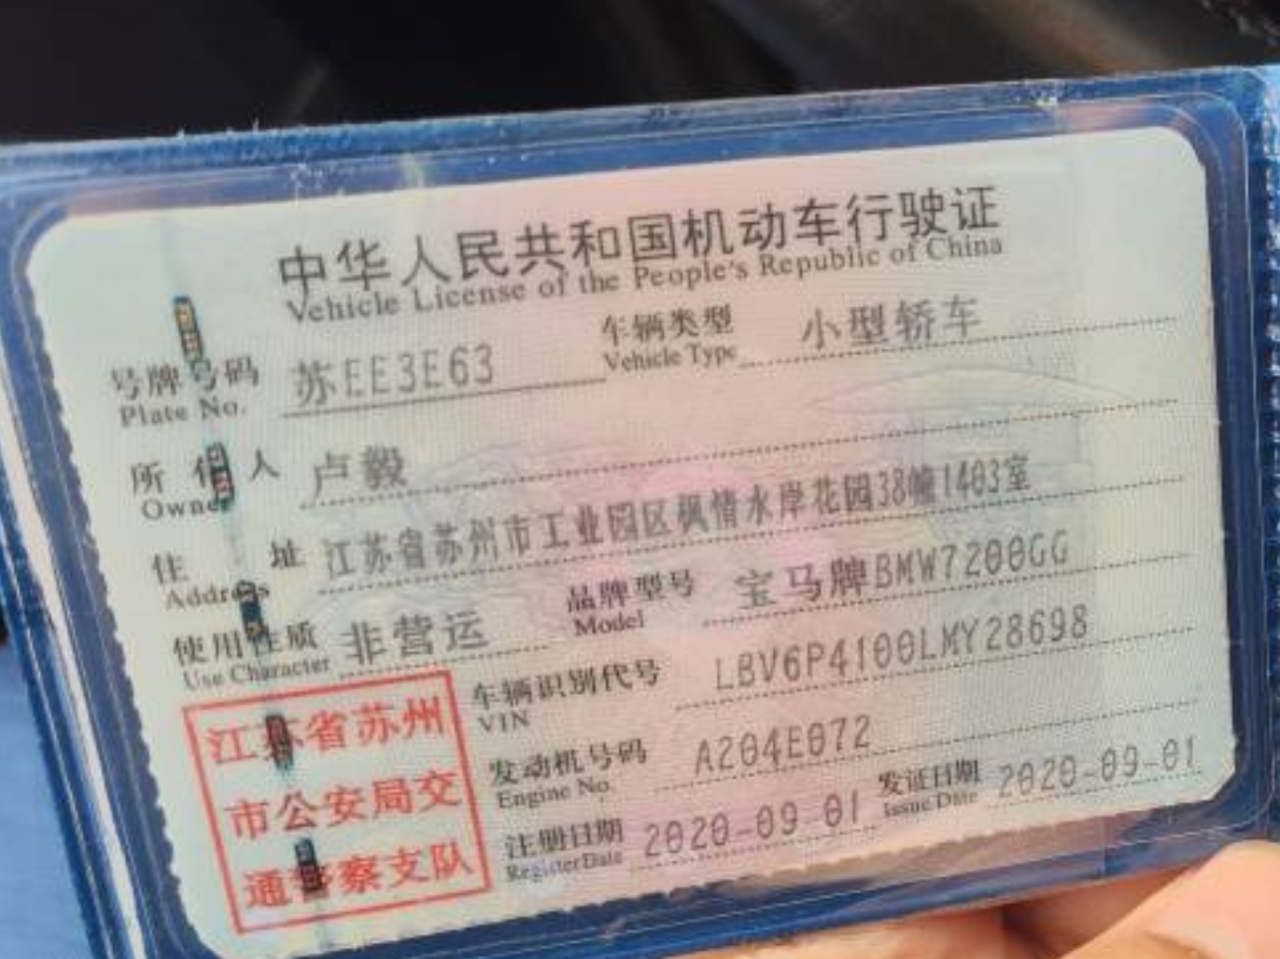 中华人民共和国机动车行驶证
Vehicle License of the People's Republic of China
号牌号码 苏EE3E63 车辆类型 小型轿车
Plate No. Vehicle Type
所有人 卢毅
Owner
住址 江苏省苏州市工业园区枫情水岸花园38幢1403室
Address
使用性质 非营运 品牌型号 宝马牌BMW7200GG
Use Character Model
车辆识别代号 LBV6P4100LMY28698
VIN
发动机号码 A204E072
Engine No.
注册日期 2020-09-01 发证日期 2020-09-01
Register Date Issue Date
江苏省苏州
市公安局交
通警察支队